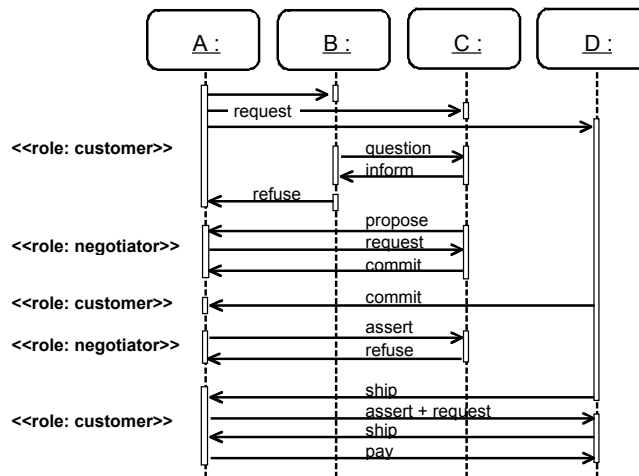 A : B : C : D :
request
<<role: customer>> question
inform
refuse
propose
<<role: negotiator>> request
commit
<<role: customer>> commit
assert
<<role: negotiator>> refuse
ship
<<role: customer>> assert + request
ship
pay